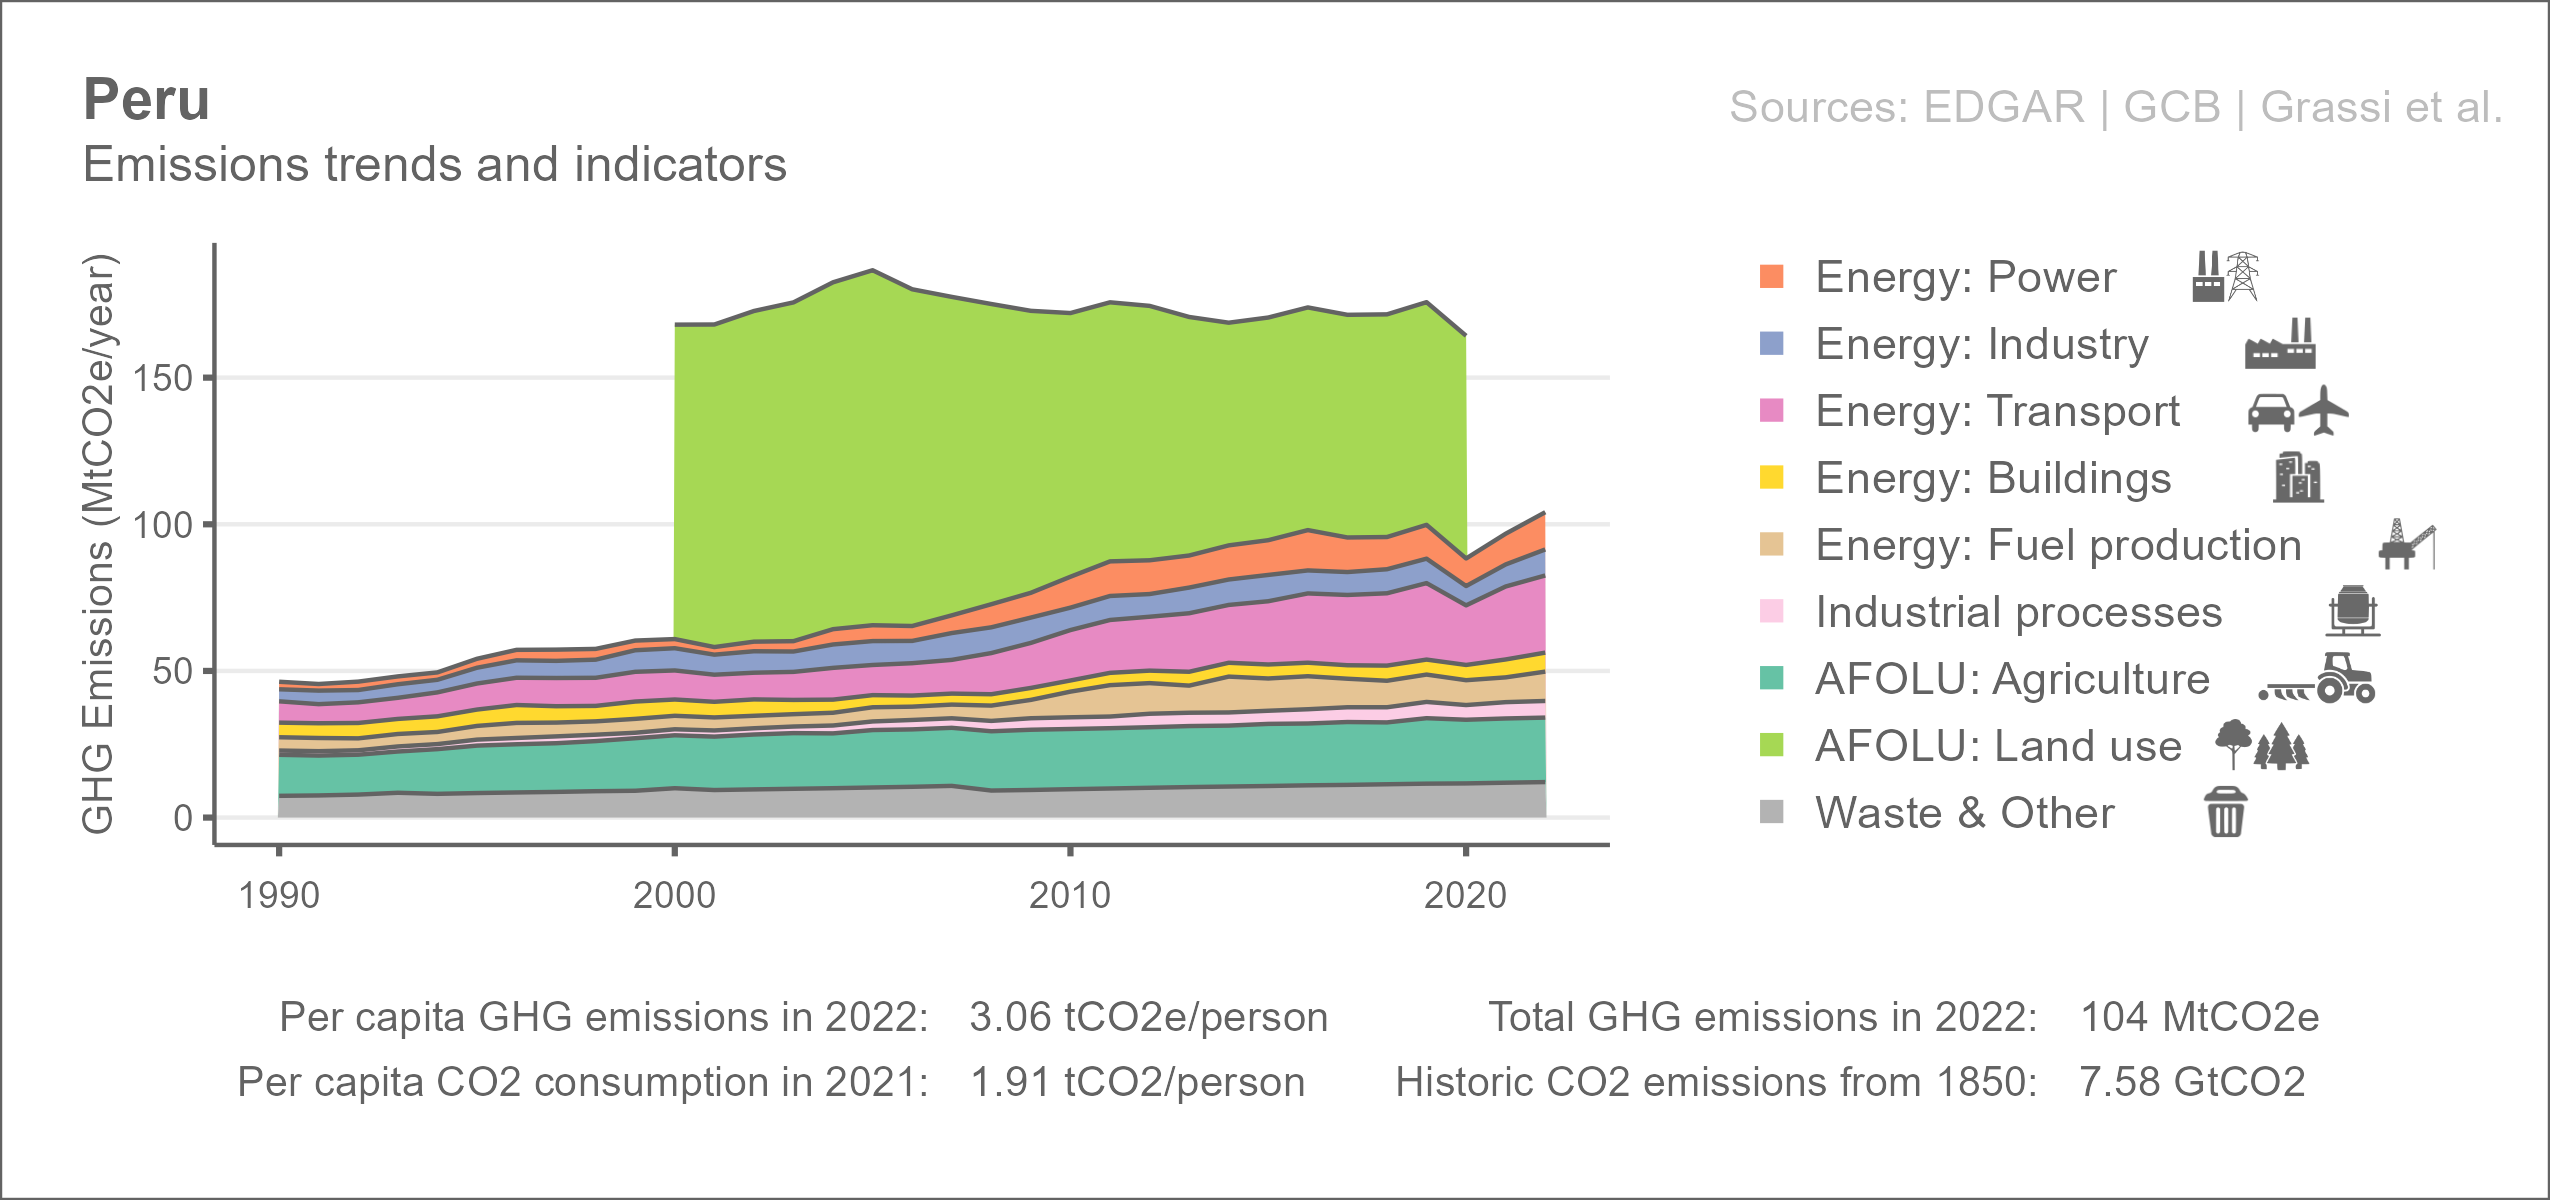 Peru
Sources: EDGAR | GCB | Grassi et al.
Emissions trends and indicators
GHG Emissions (MtCO2e/year)
150
100
50
0
1990
2000
2010
2020
Energy: Power
Energy: Industry
Energy: Transport
Energy: Buildings
Energy: Fuel production
Industrial processes
AFOLU: Agriculture
AFOLU: Land use
Waste & Other
Per capita GHG emissions in 2022: 3.06 tCO2e/person
Total GHG emissions in 2022: 104 MtCO2e
Per capita CO2 consumption in 2021: 1.91 tCO2/person
Historic CO2 emissions from 1850: 7.58 GtCO2